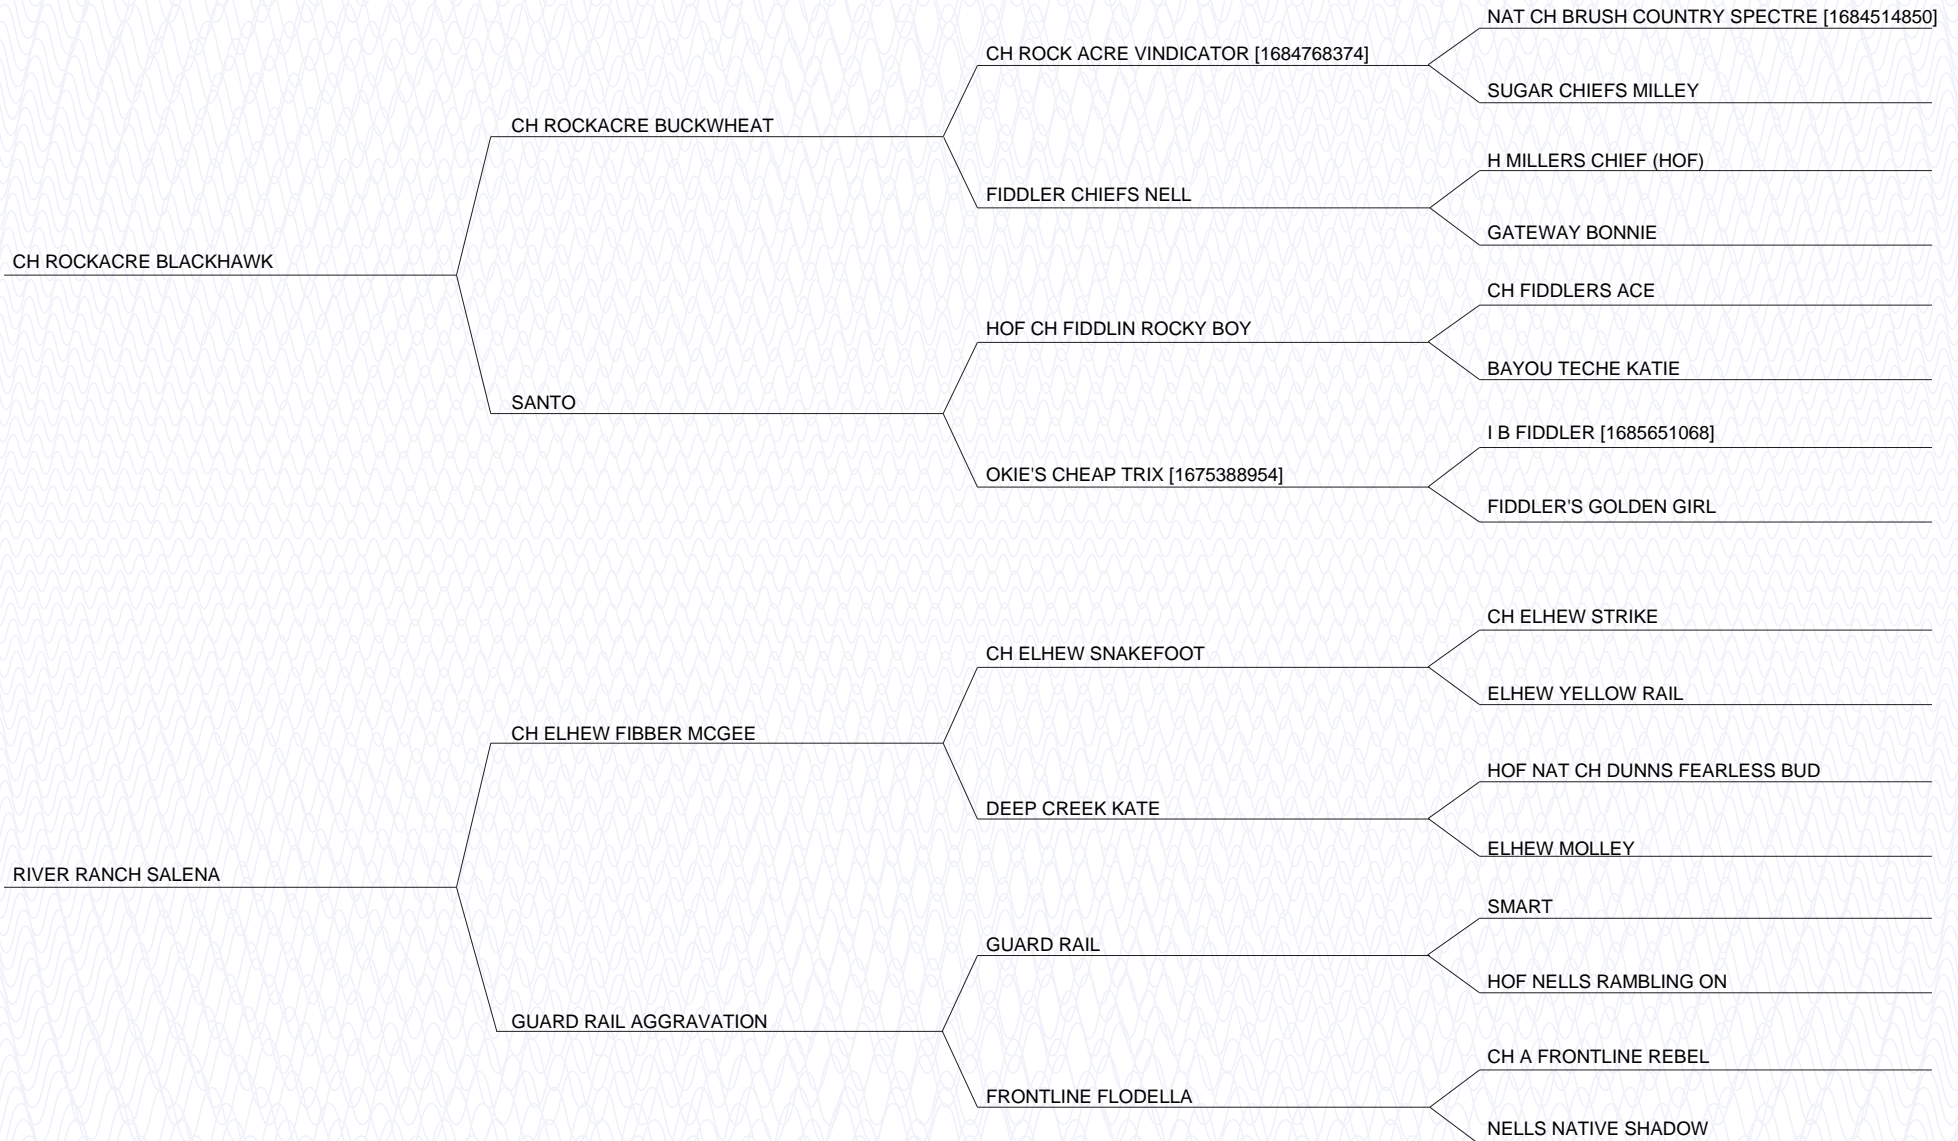 NAT CH BRUSH COUNTRY SPECTRE [1684514850]
CH ROCK ACRE VINDICATOR [1684768374]
SUGAR CHIEFS MILLEY
CH ROCKACRE BUCKWHEAT
H MILLERS CHIEF (HOF)
FIDDLER CHIEFS NELL
GATEWAY BONNIE
CH ROCKACRE BLACKHAWK
CH FIDDLERS ACE
HOF CH FIDDLIN ROCKY BOY
BAYOU TECHE KATIE
SANTO
I B FIDDLER [1685651068]
OKIE'S CHEAP TRIX [1675388954]
FIDDLER'S GOLDEN GIRL
CH ELHEW STRIKE
CH ELHEW SNAKEFOOT
ELHEW YELLOW RAIL
CH ELHEW FIBBER MCGEE
HOF NAT CH DUNNS FEARLESS BUD
DEEP CREEK KATE
ELHEW MOLLEY
RIVER RANCH SALENA
SMART
GUARD RAIL
HOF NELLS RAMBLING ON
GUARD RAIL AGGRAVATION
CH A FRONTLINE REBEL
FRONTLINE FLODELLA
NELLS NATIVE SHADOW